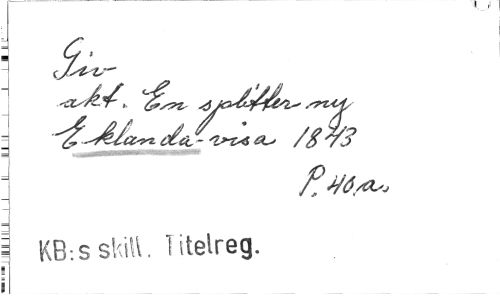 Giv
akt. En splitter ny
Eklanda-visa 1843
P. 40.a.
KB:s skill. Titelreg.